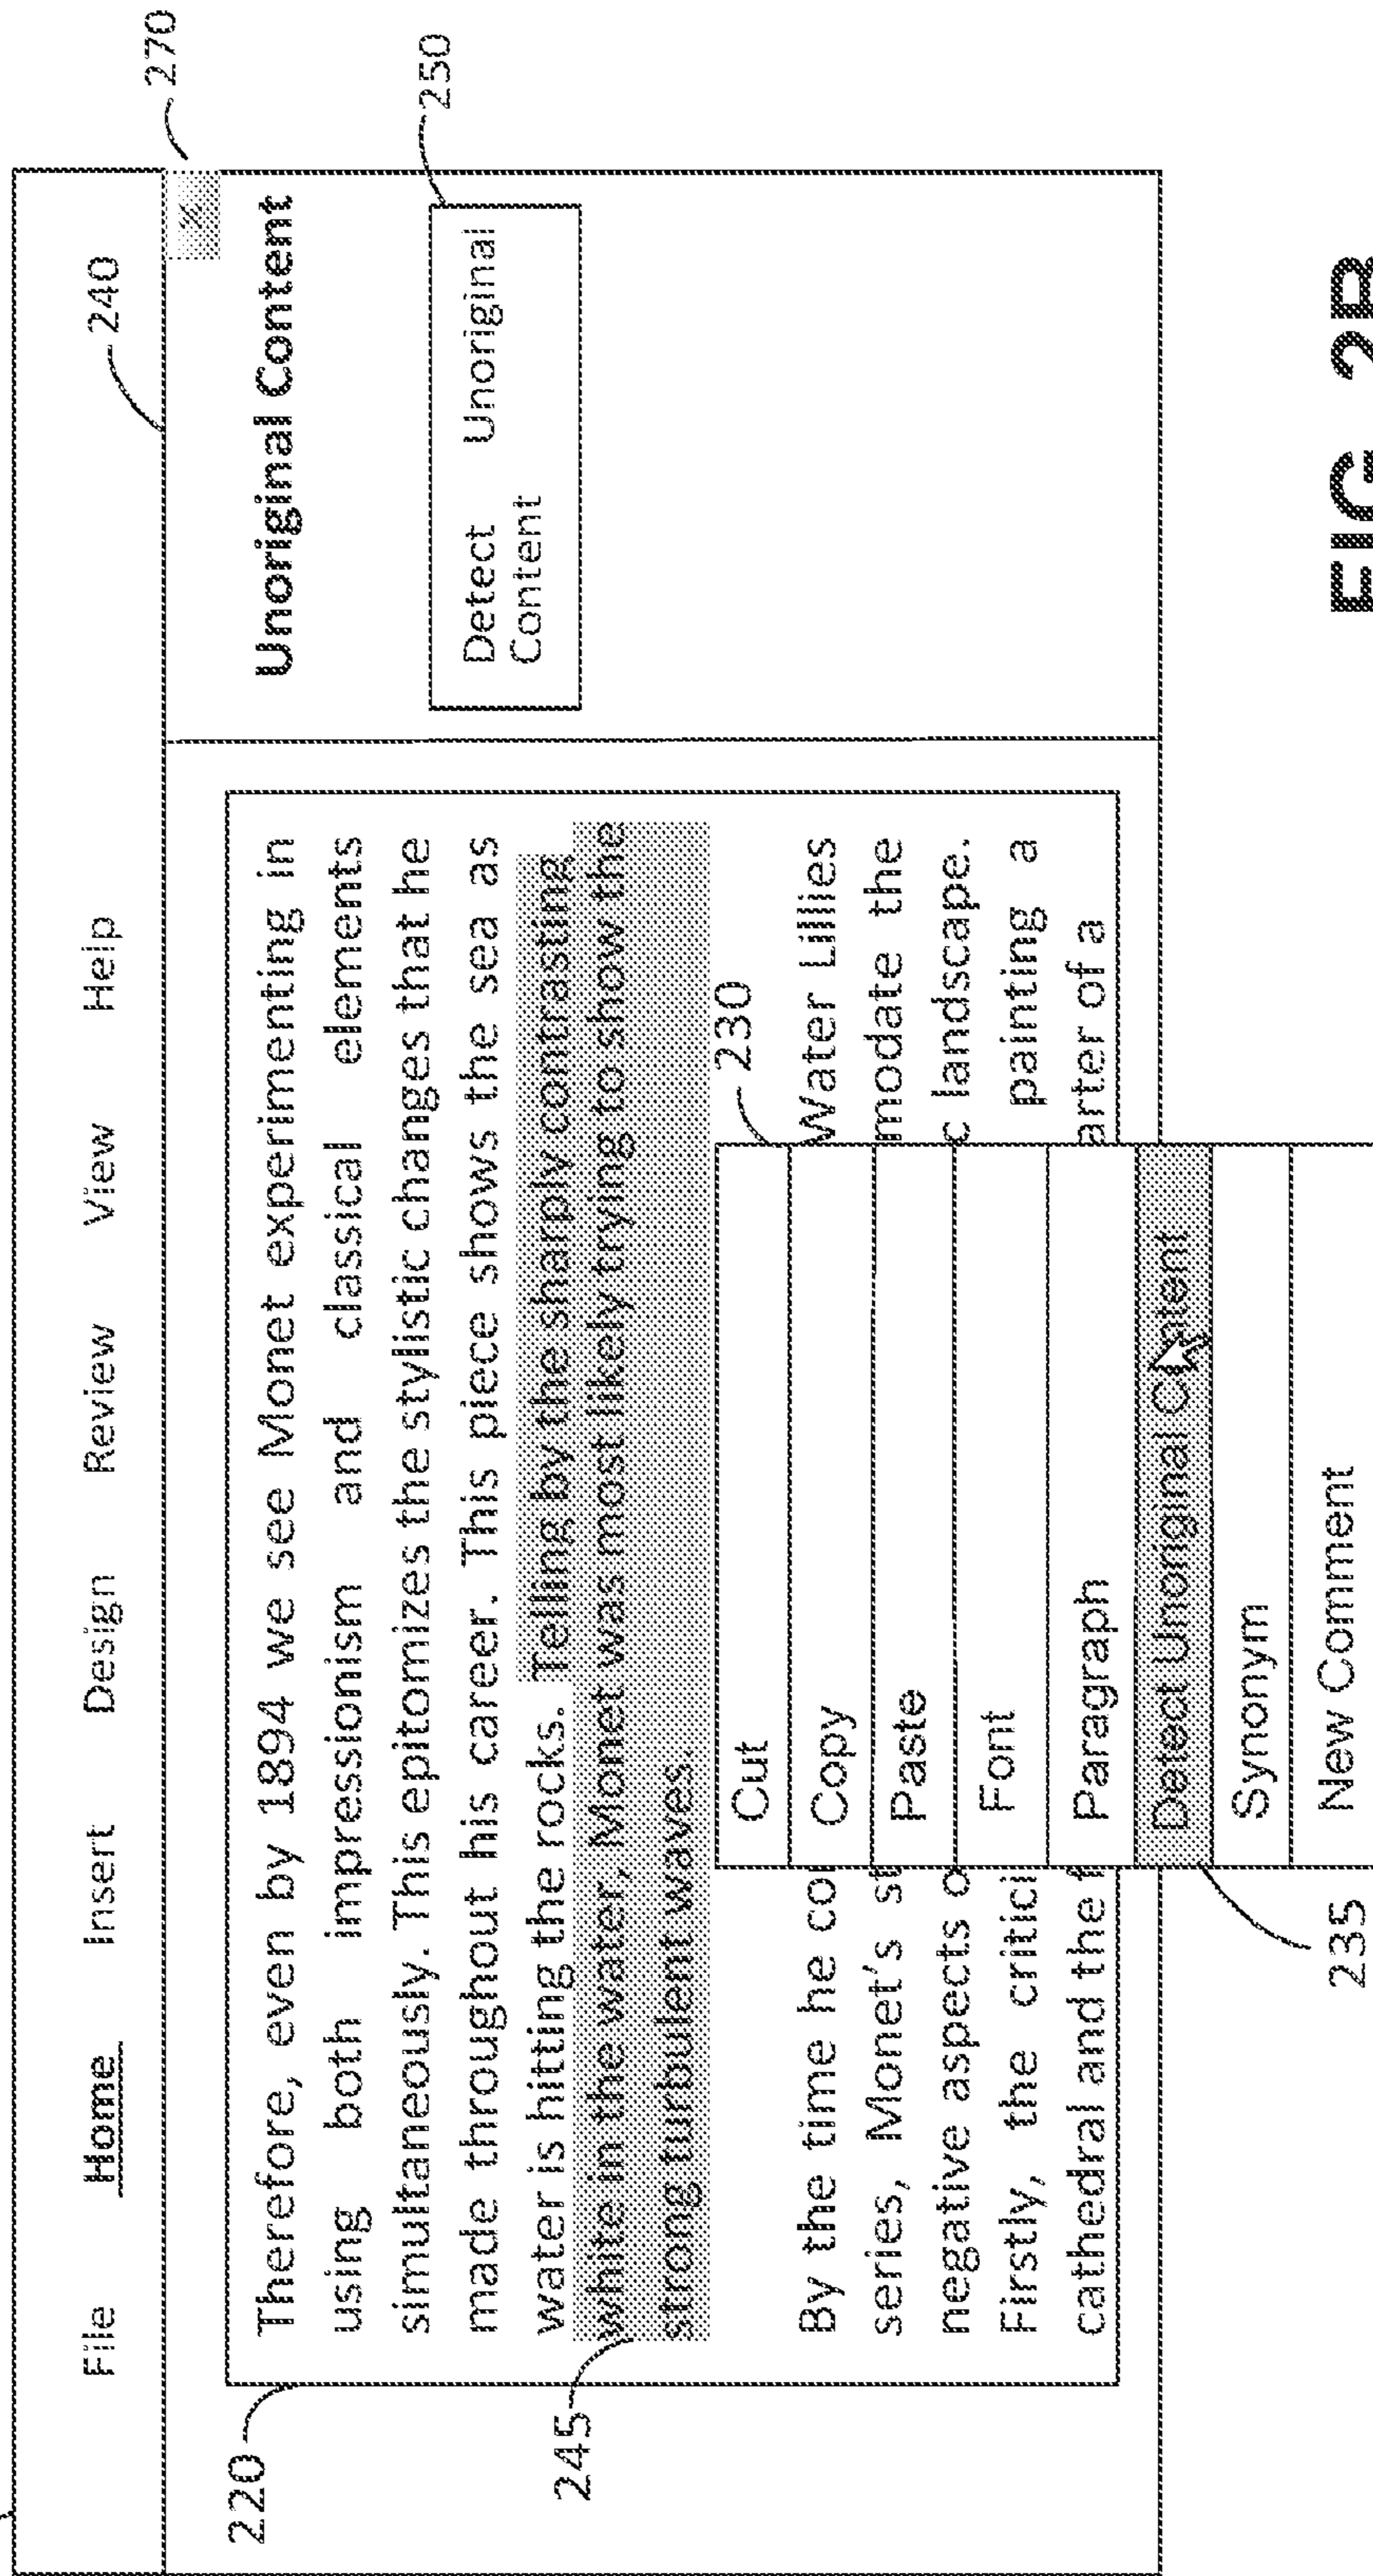 File Home Insert Design Review View Help
240
270
220
Therefore, even by 1894 we see Monet experimenting in
using both impressionism and classical elements
simultaneously. This epitomizes the stylistic changes that he
made throughout his career. This piece shows the sea as
water is hitting the rocks. Telling by the sharply contrasting
white in the water, Monet was most likely trying to show the
strong turbulent waves.
245
Unoriginal Content
250
Detect Unoriginal
Content
230
By the time he Water Lillies
series, Monet's modate the
negative aspects c landscape.
Firstly, the critici painting a
cathedral and the arter of a
Cut
Copy
Paste
Font
Paragraph
Detect Unoriginal Content
Synonym
New Comment
235
FIG. 2B